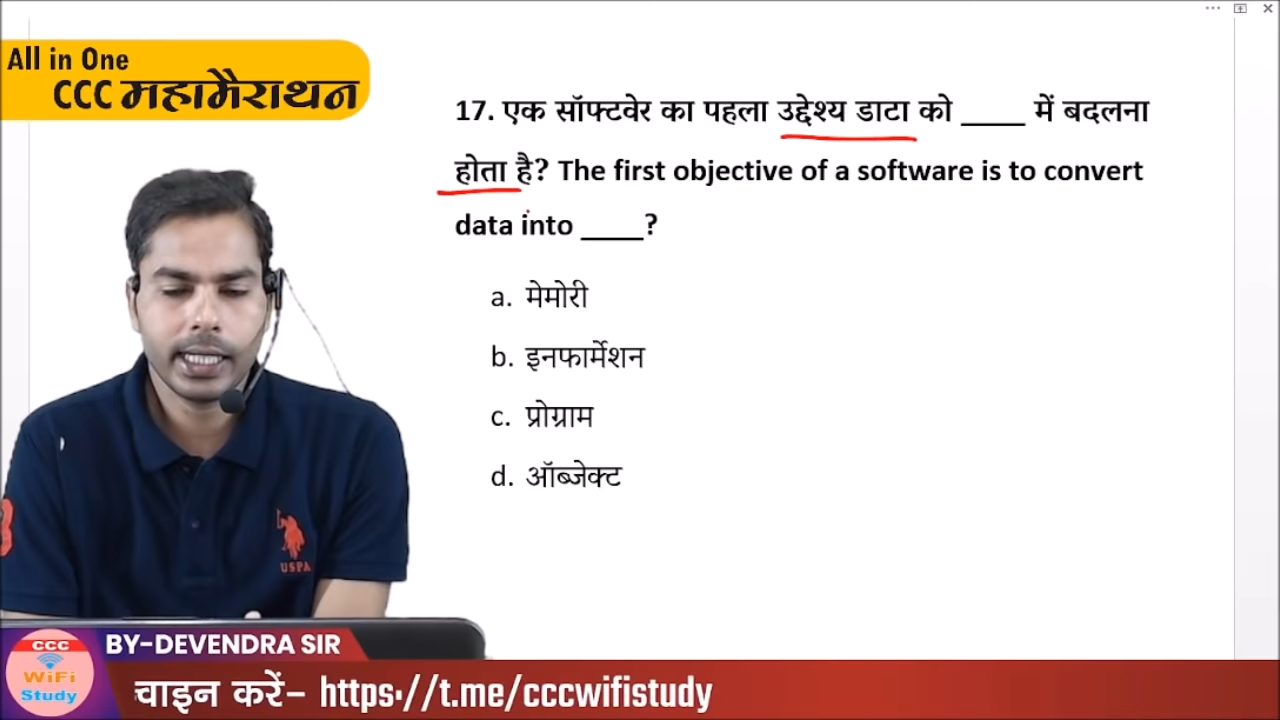 All in One
CCC महामैराथन
17. एक सॉफ्टवेर का पहला उद्देश्य डाटा को ____ में बदलना
होता है? The first objective of a software is to convert
data into ____?
a. मेमोरी
b. इनफार्मेशन
c. प्रोग्राम
d. ऑब्जेक्ट
USPA
CCC
WiFi
Study
BY-DEVENDRA SIR
चाइन करें– https://t.me/cccwifistudy